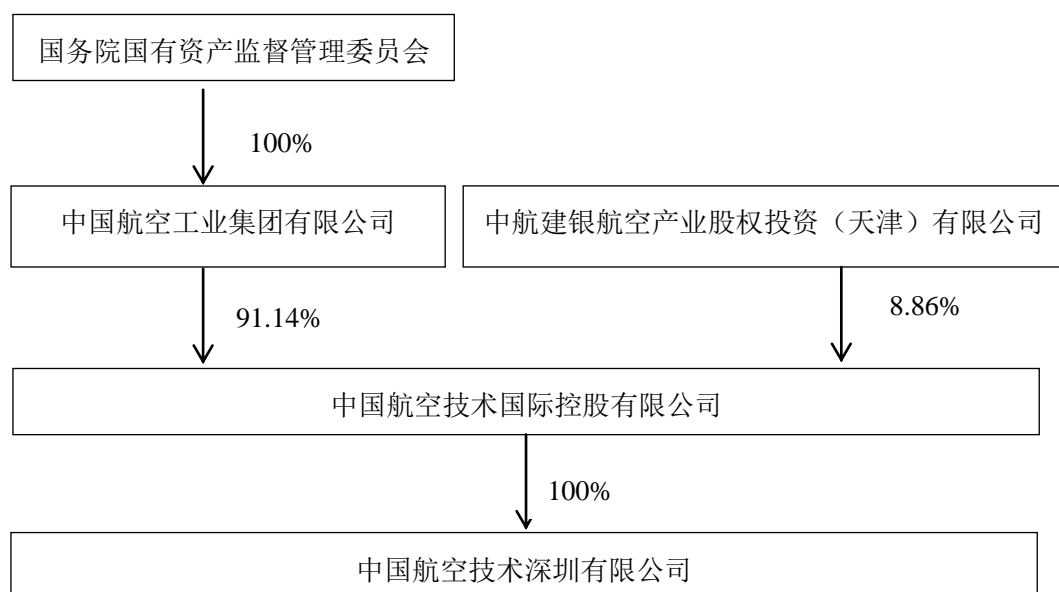 国务院国有资产监督管理委员会
100%
中国航空工业集团有限公司
中航建银航空产业股权投资（天津）有限公司
91.14%
8.86%
中国航空技术国际控股有限公司
100%
中国航空技术深圳有限公司